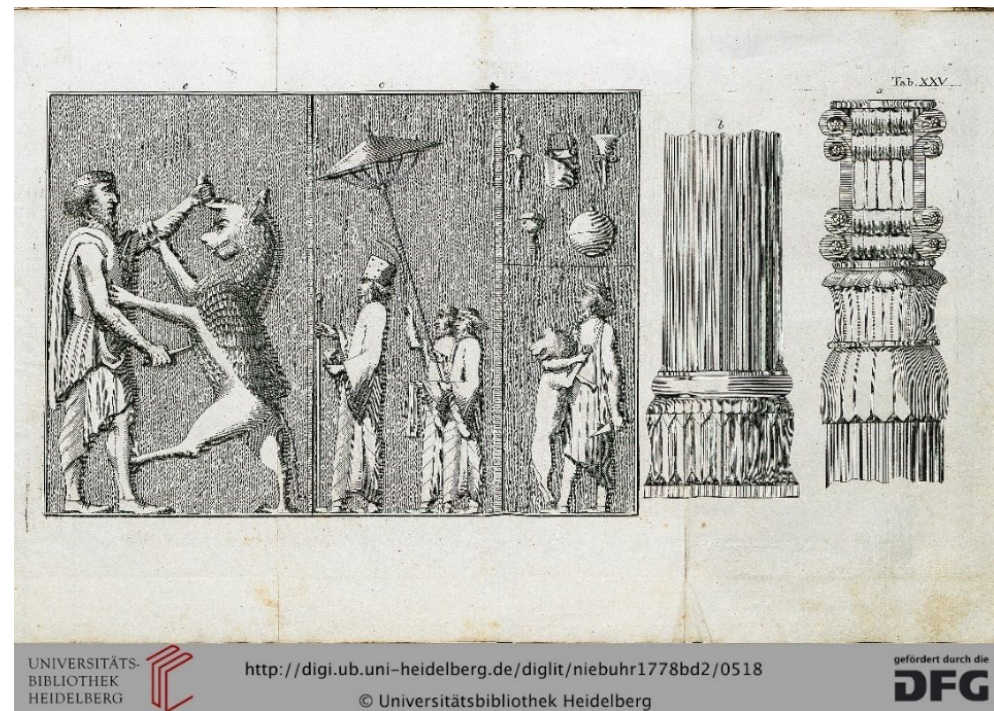 Tab. XXV.
e
c
b
a
UNIVERSITÄTS-
BIBLIOTHEK
HEIDELBERG
http://digi.ub.uni-heidelberg.de/diglit/niebuhr1778bd2/0518
© Universitätsbibliothek Heidelberg
gefördert durch die
DFG